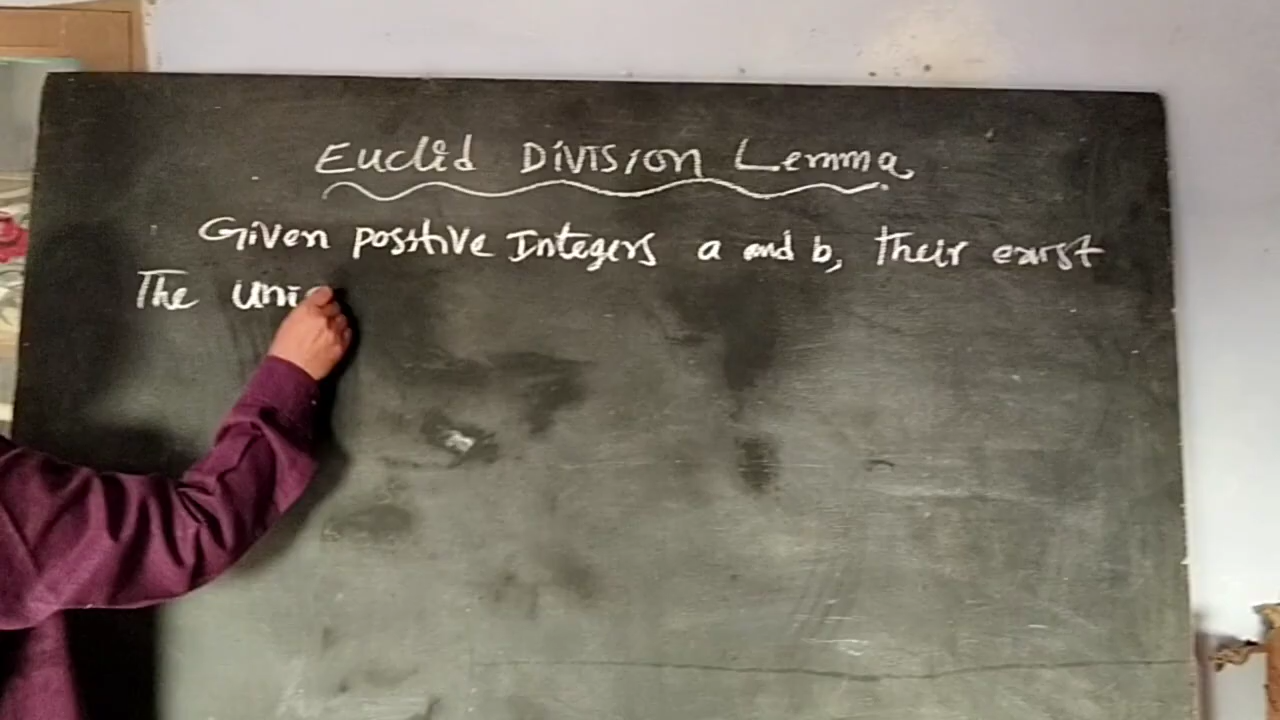 Euclid DIVISION Lemma
Given positive Integers a and b, their exist
The uni